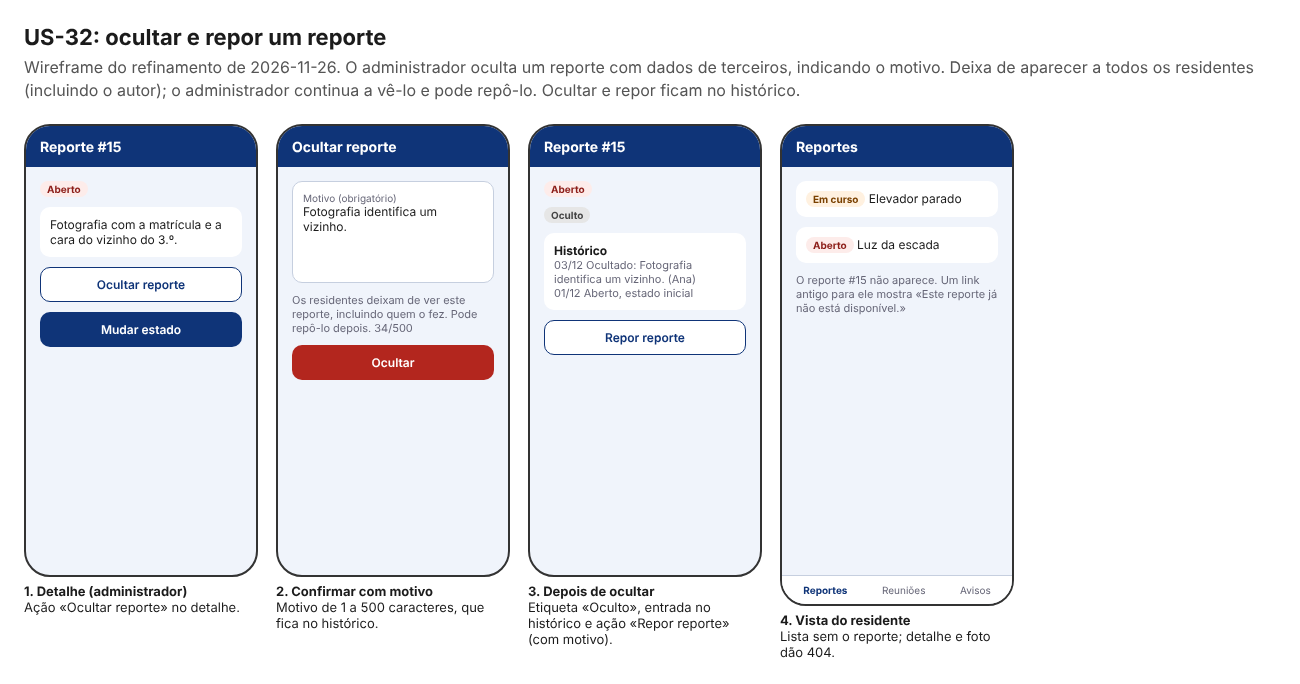 US-32: ocultar e repor um reporte
Wireframe do refinamento de 2026-11-26. O administrador oculta um reporte com dados de terceiros, indicando o motivo. Deixa de aparecer a todos os residentes
(incluindo o autor); o administrador continua a vê-lo e pode repô-lo. Ocultar e repor ficam no histórico.
Reporte #15
Aberto
Fotografia com a matrícula e a
cara do vizinho do 3.º.
Ocultar reporte
Mudar estado
1. Detalhe (administrador)
Ação «Ocultar reporte» no detalhe.
Ocultar reporte
Motivo (obrigatório)
Fotografia identifica um
vizinho.
Os residentes deixam de ver este
reporte, incluindo quem o fez. Pode
repô-lo depois. 34/500
Ocultar
2. Confirmar com motivo
Motivo de 1 a 500 caracteres, que
fica no histórico.
Reporte #15
Aberto
Oculto
Histórico
03/12 Ocultado: Fotografia
identifica um vizinho. (Ana)
01/12 Aberto, estado inicial
Repor reporte
3. Depois de ocultar
Etiqueta «Oculto», entrada no
histórico e ação «Repor reporte»
(com motivo).
Reportes
Em curso Elevador parado
Aberto Luz da escada
O reporte #15 não aparece. Um link
antigo para ele mostra «Este reporte já
não está disponível.»
Reportes Reuniões Avisos
4. Vista do residente
Lista sem o reporte; detalhe e foto
dão 404.